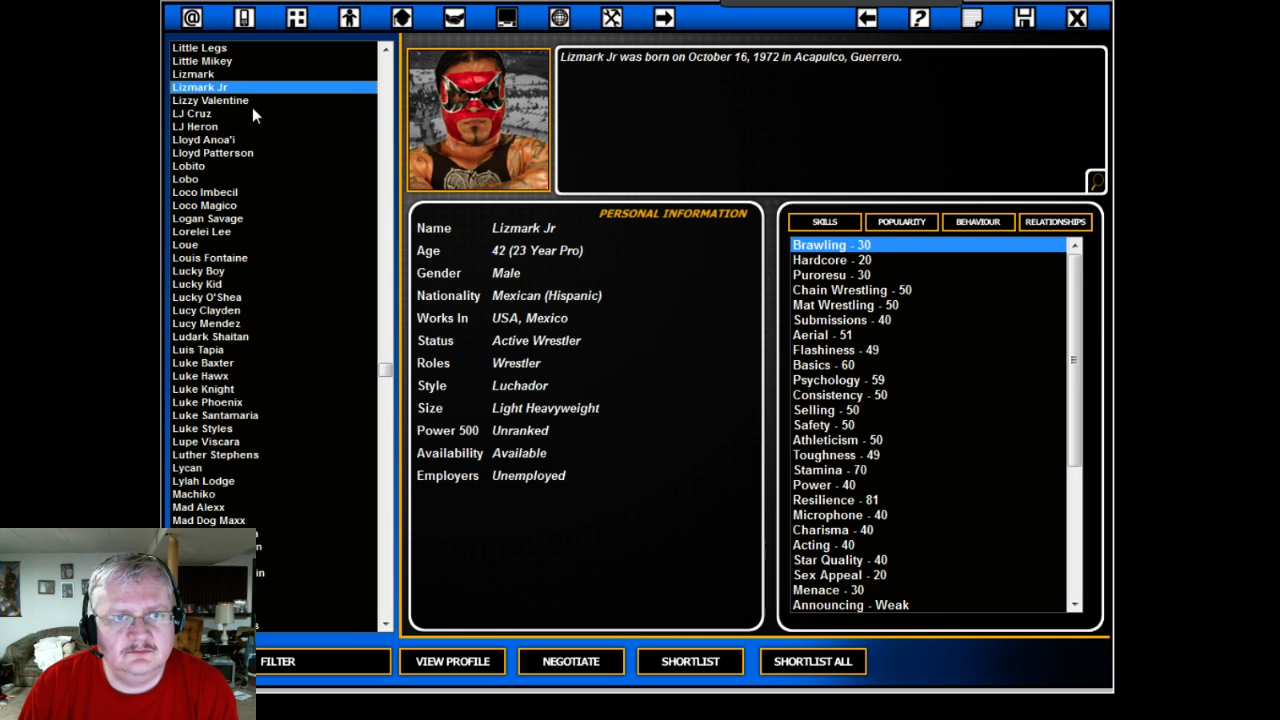 Little Legs
Little Mikey
Lizmark
Lizmark Jr
Lizzy Valentine
LJ Cruz
LJ Heron
Lloyd Anoa'i
Lloyd Patterson
Lobito
Lobo
Loco Imbecil
Loco Magico
Logan Savage
Lorelei Lee
Loue
Louis Fontaine
Lucky Boy
Lucky Kid
Lucky O'Shea
Lucy Clayden
Lucy Mendez
Ludark Shaitan
Luis Tapia
Luke Baxter
Luke Hawx
Luke Knight
Luke Phoenix
Luke Santamaria
Luke Styles
Lupe Viscara
Luther Stephens
Lycan
Lylah Lodge
Machiko
Mad Alexx
Mad Dog Maxx
Lizmark Jr was born on October 16, 1972 in Acapulco, Guerrero.
PERSONAL INFORMATION
Name Lizmark Jr
Age 42 (23 Year Pro)
Gender Male
Nationality Mexican (Hispanic)
Works In USA, Mexico
Status Active Wrestler
Roles Wrestler
Style Luchador
Size Light Heavyweight
Power 500 Unranked
Availability Available
Employers Unemployed
SKILLS POPULARITY BEHAVIOUR RELATIONSHIPS
Brawling - 30
Hardcore - 20
Puroresu - 30
Chain Wrestling - 50
Mat Wrestling - 50
Submissions - 40
Aerial - 51
Flashiness - 49
Basics - 60
Psychology - 59
Consistency - 50
Selling - 50
Safety - 50
Athleticism - 50
Toughness - 49
Stamina - 70
Power - 40
Resilience - 81
Microphone - 40
Charisma - 40
Acting - 40
Star Quality - 40
Sex Appeal - 20
Menace - 30
Announcing - Weak
FILTER VIEW PROFILE NEGOTIATE SHORTLIST SHORTLIST ALL